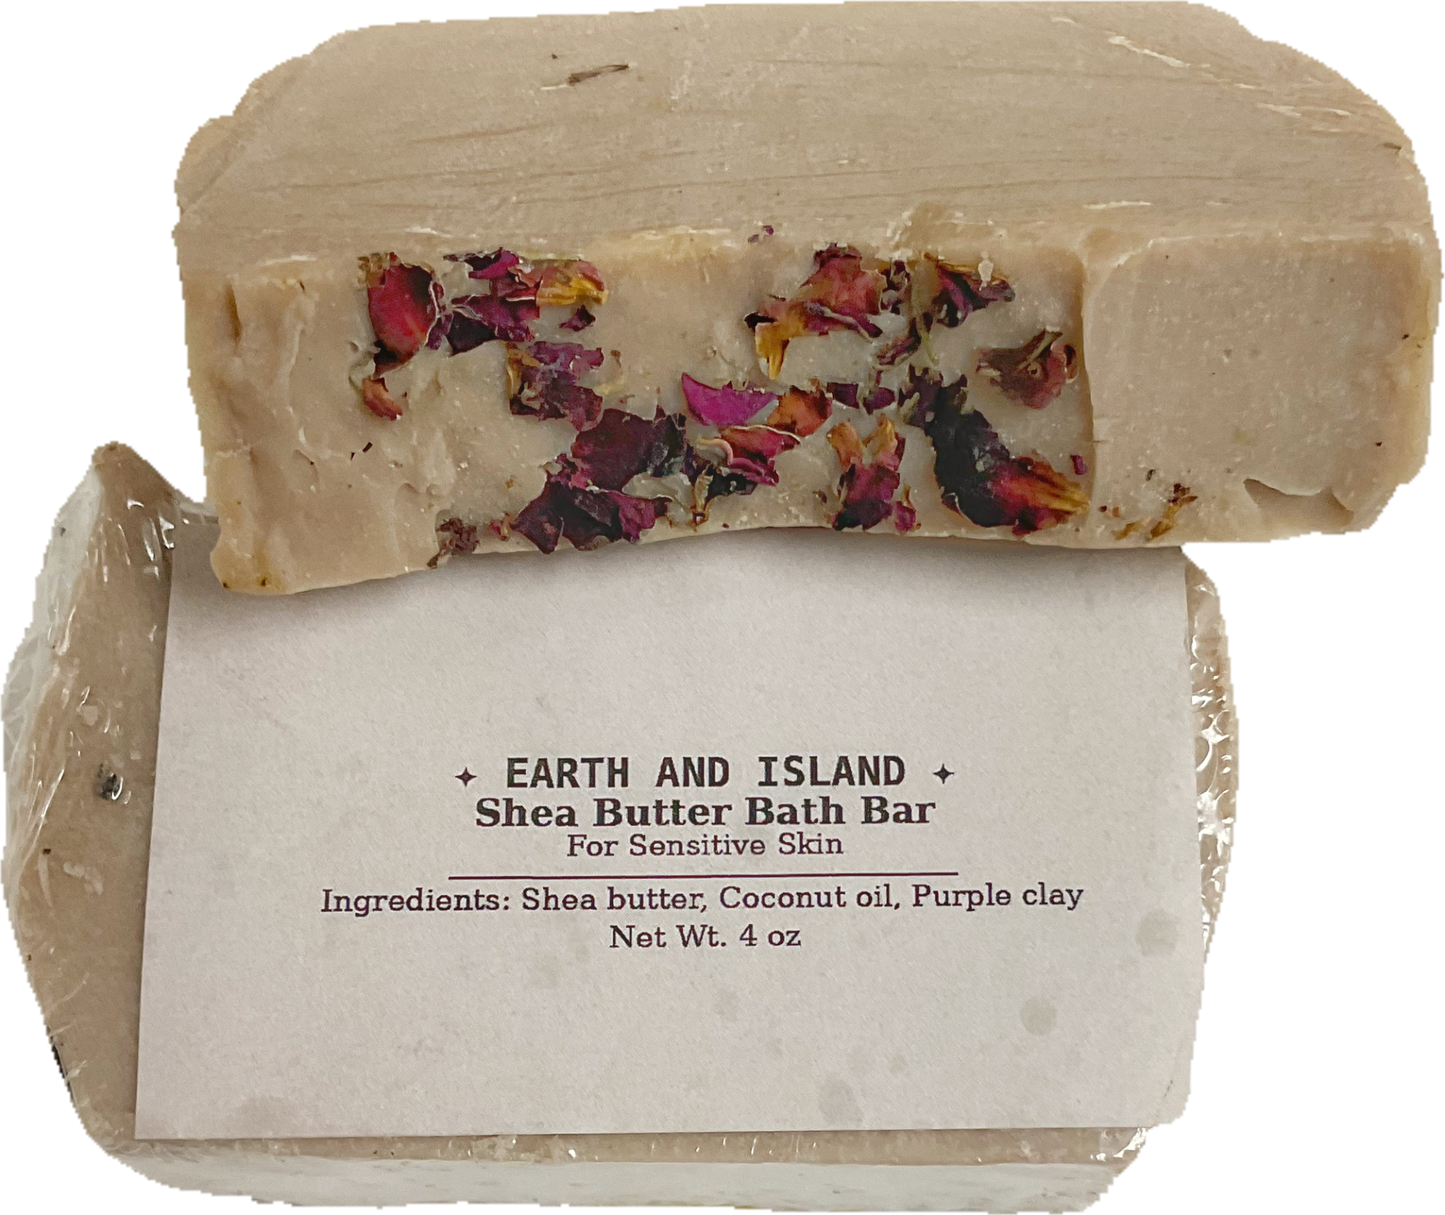 ✦ EARTH AND ISLAND ✦
Shea Butter Bath Bar
For Sensitive Skin
Ingredients: Shea butter, Coconut oil, Purple clay
Net Wt. 4 oz